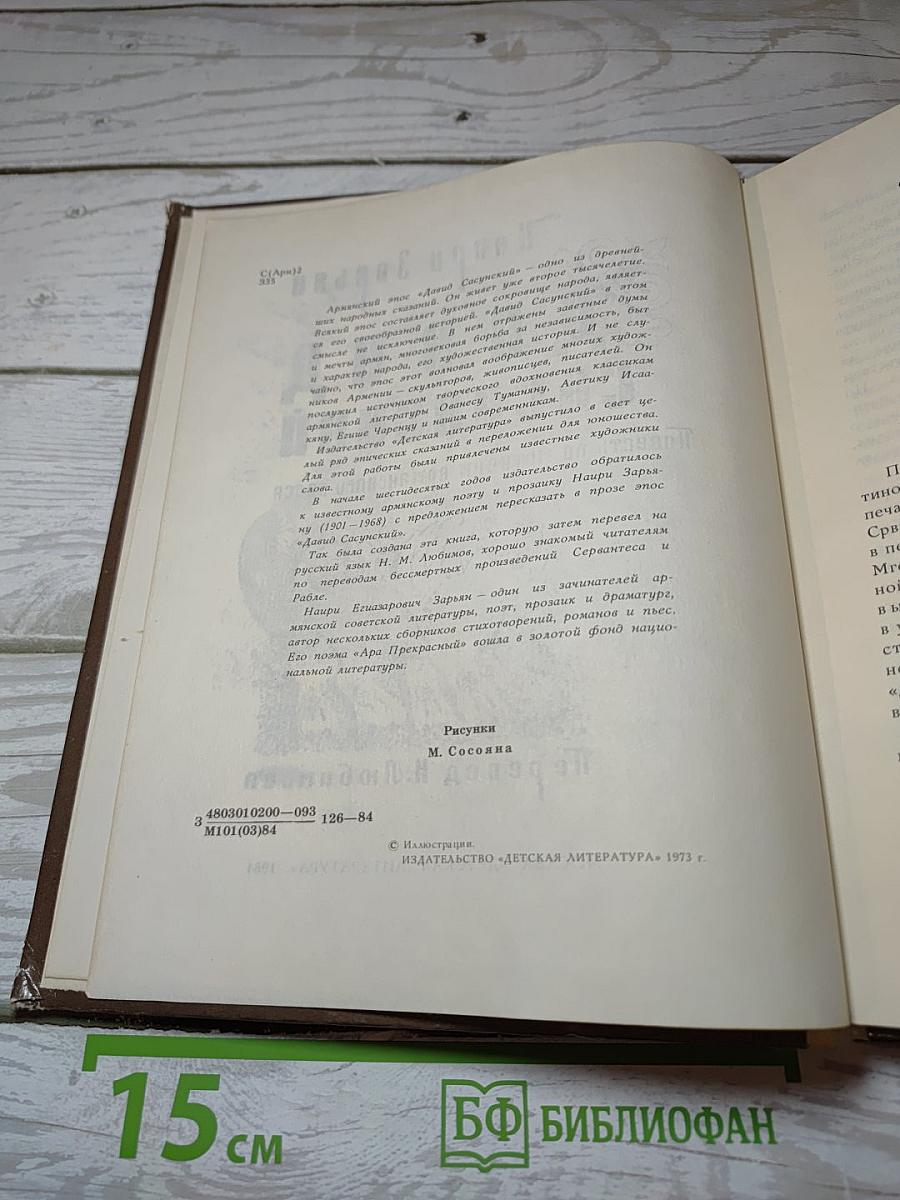 С(Арм)2
З35
Армянский эпос «Давид Сасунский» — одно из древней-
ших народных сказаний. Он живет уже второе тысячелетие.
Всякий эпос составляет духовное сокровище народа, являет-
ся его своеобразной историей. «Давид Сасунский» в этом
смысле не исключение. В нем отражены заветные думы
и мечты армян, многовековая борьба за независимость, быт
и характер народа, его художественная история. И не слу-
чайно, что эпос этот волновал воображение многих худож-
ников Армении — скульпторов, живописцев, писателей. Он
послужил источником творческого вдохновения классикам
армянской литературы Ованесу Туманяну, Аветику Исаа-
кяну, Егише Чаренцу и нашим современникам.
Издательство «Детская литература» выпустило в свет це-
лый ряд эпических сказаний в переложении для юношества.
Для этой работы были привлечены известные художники
слова.
В начале шестидесятых годов издательство обратилось
к известному армянскому поэту и прозаику Наири Зарья-
ну (1901—1968) с предложением пересказать в прозе эпос
«Давид Сасунский».
Так была создана эта книга, которую затем перевел на
русский язык Н. М. Любимов, хорошо знакомый читателям
по переводам бессмертных произведений Сервантеса и
Рабле.
Наири Егиазарович Зарьян — один из зачинателей ар-
мянской советской литературы, поэт, прозаик и драматург,
автор нескольких сборников стихотворений, романов и пьес.
Его поэма «Ара Прекрасный» вошла в золотой фонд нацио-
нальной литературы.
Рисунки
М. Сосояна
З 4803010200—093 126—84
М101(03)84
© Иллюстрации.
ИЗДАТЕЛЬСТВО «ДЕТСКАЯ ЛИТЕРАТУРА» 1973 г.
П
тино
печа
Срв
в пе
Мге
ной
в ы
в у
ст
не
15 см
БФ БИБЛИОФАН